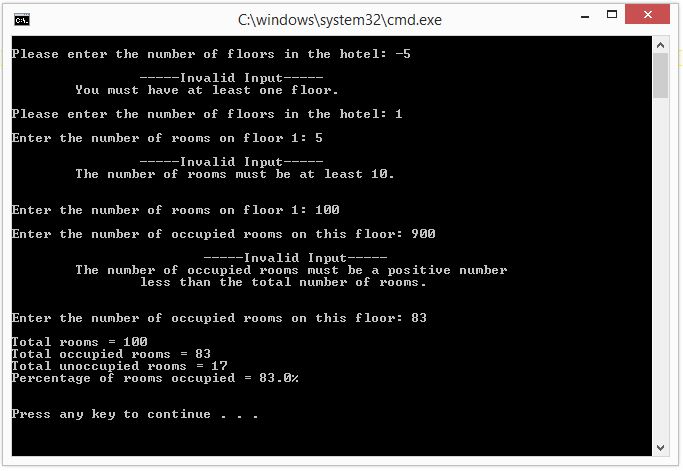 C:\windows\system32\cmd.exe
Please enter the number of floors in the hotel: -5
-----Invalid Input-----
You must have at least one floor.
Please enter the number of floors in the hotel: 1
Enter the number of rooms on floor 1: 5
-----Invalid Input-----
The number of rooms must be at least 10.
Enter the number of rooms on floor 1: 100
Enter the number of occupied rooms on this floor: 900
-----Invalid Input-----
The number of occupied rooms must be a positive number
less than the total number of rooms.
Enter the number of occupied rooms on this floor: 83
Total rooms = 100
Total occupied rooms = 83
Total unoccupied rooms = 17
Percentage of rooms occupied = 83.0%
Press any key to continue . . .